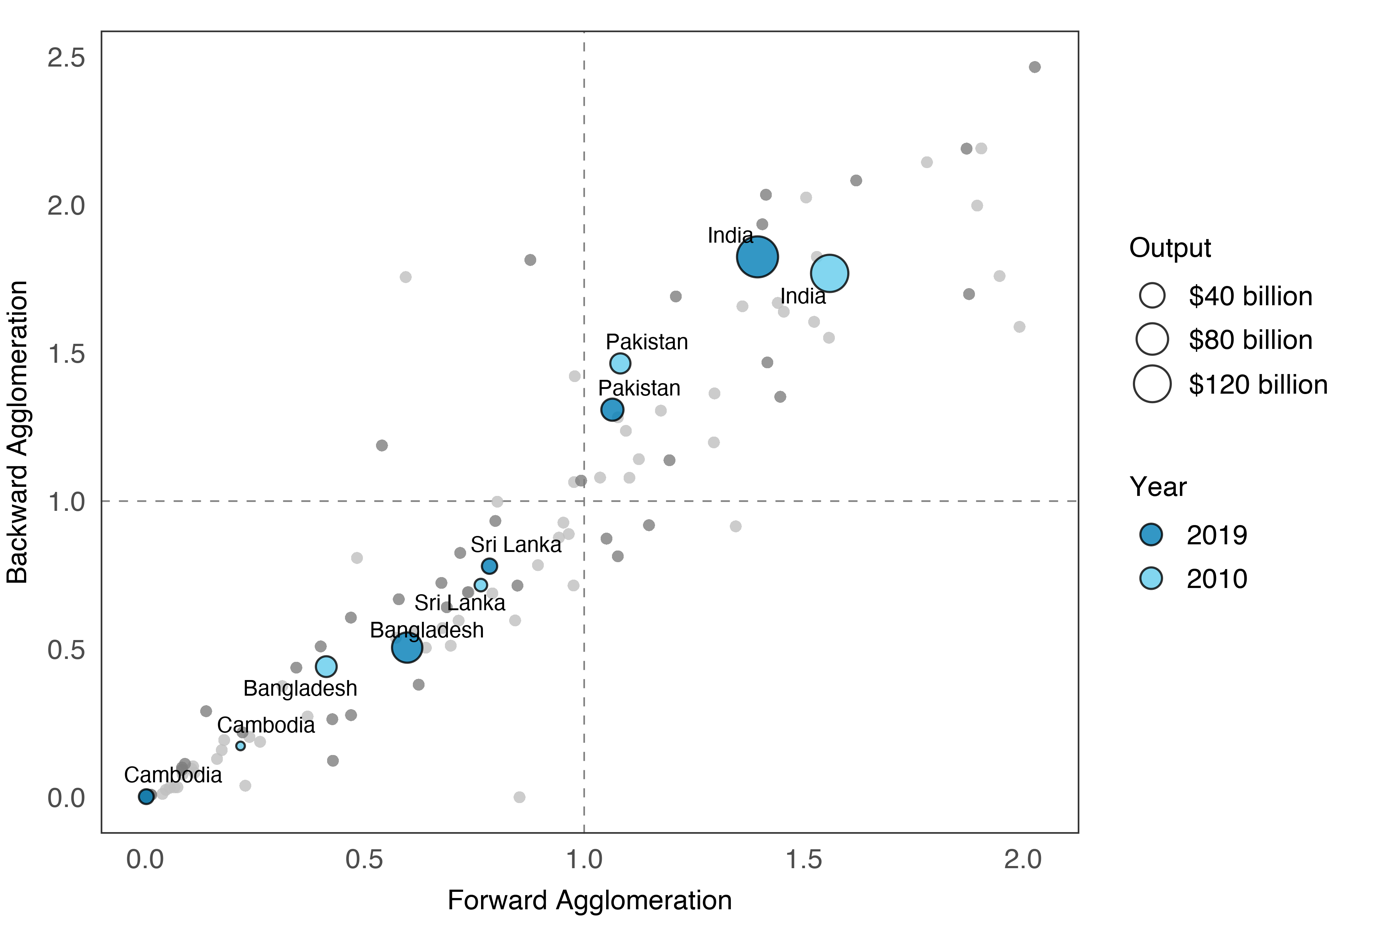 2.5
2.0
1.5
1.0
0.5
0.0
Backward Agglomeration
India
India
Pakistan
Pakistan
Sri Lanka
Sri Lanka
Bangladesh
Bangladesh
Cambodia
Cambodia
0.0 0.5 1.0 1.5 2.0
Forward Agglomeration
Output
$40 billion
$80 billion
$120 billion
Year
2019
2010